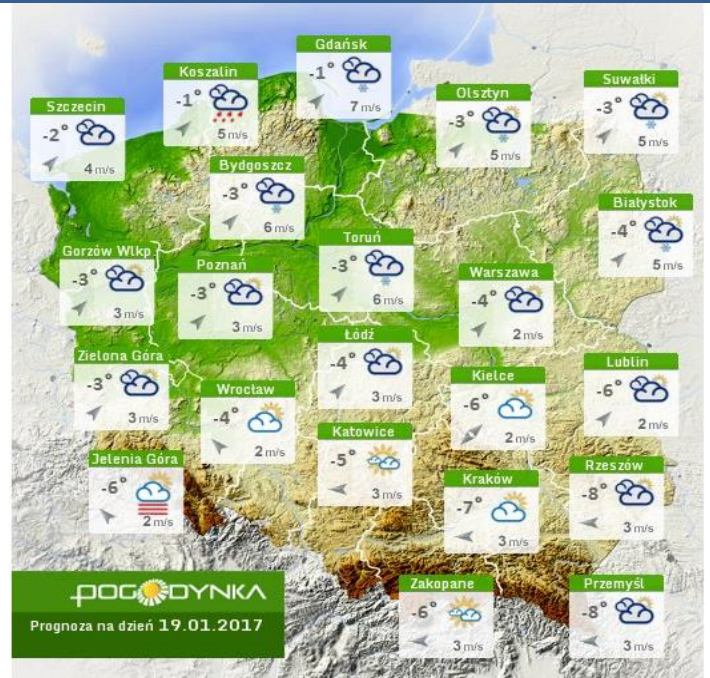 Gdańsk
-1°
7 m/s
Koszalin
-1°
5 m/s
Olsztyn
-3°
5 m/s
Suwałki
-3°
5 m/s
Szczecin
-2°
4 m/s
Bydgoszcz
-3°
6 m/s
Białystok
-4°
5 m/s
Gorzów Wlkp
-3°
3 m/s
Poznań
-3°
3 m/s
Toruń
-3°
6 m/s
Warszawa
-4°
2 m/s
Zielona Góra
-3°
3 m/s
Wrocław
-4°
2 m/s
Łódź
-4°
3 m/s
Kielce
-6°
2 m/s
Lublin
-6°
2 m/s
Jelenia Góra
-6°
2 m/s
Katowice
-5°
3 m/s
Kraków
-7°
3 m/s
Rzeszów
-8°
3 m/s
Zakopane
-6°
3 m/s
Przemyśl
-8°
3 m/s
POGODYNKA
Prognoza na dzień 19.01.2017